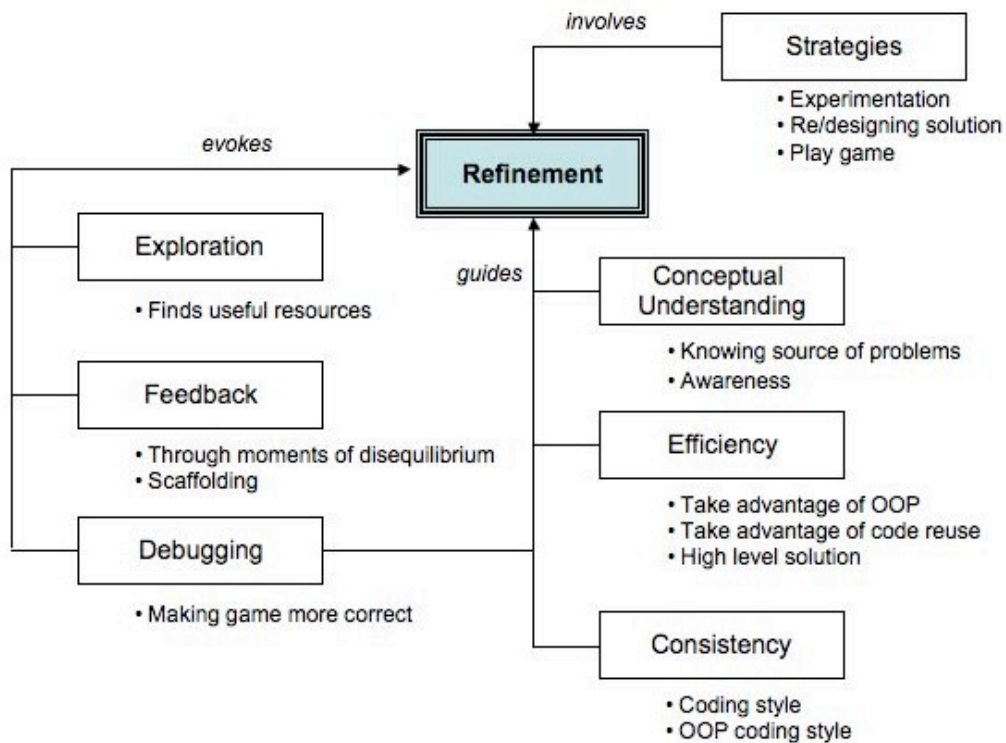 involves
Strategies
• Experimentation
• Re/designing solution
• Play game
evokes
Refinement
Exploration
• Finds useful resources
guides
Conceptual
Understanding
• Knowing source of problems
• Awareness
Feedback
• Through moments of disequilibrium
• Scaffolding
Efficiency
• Take advantage of OOP
• Take advantage of code reuse
• High level solution
Debugging
• Making game more correct
Consistency
• Coding style
• OOP coding style